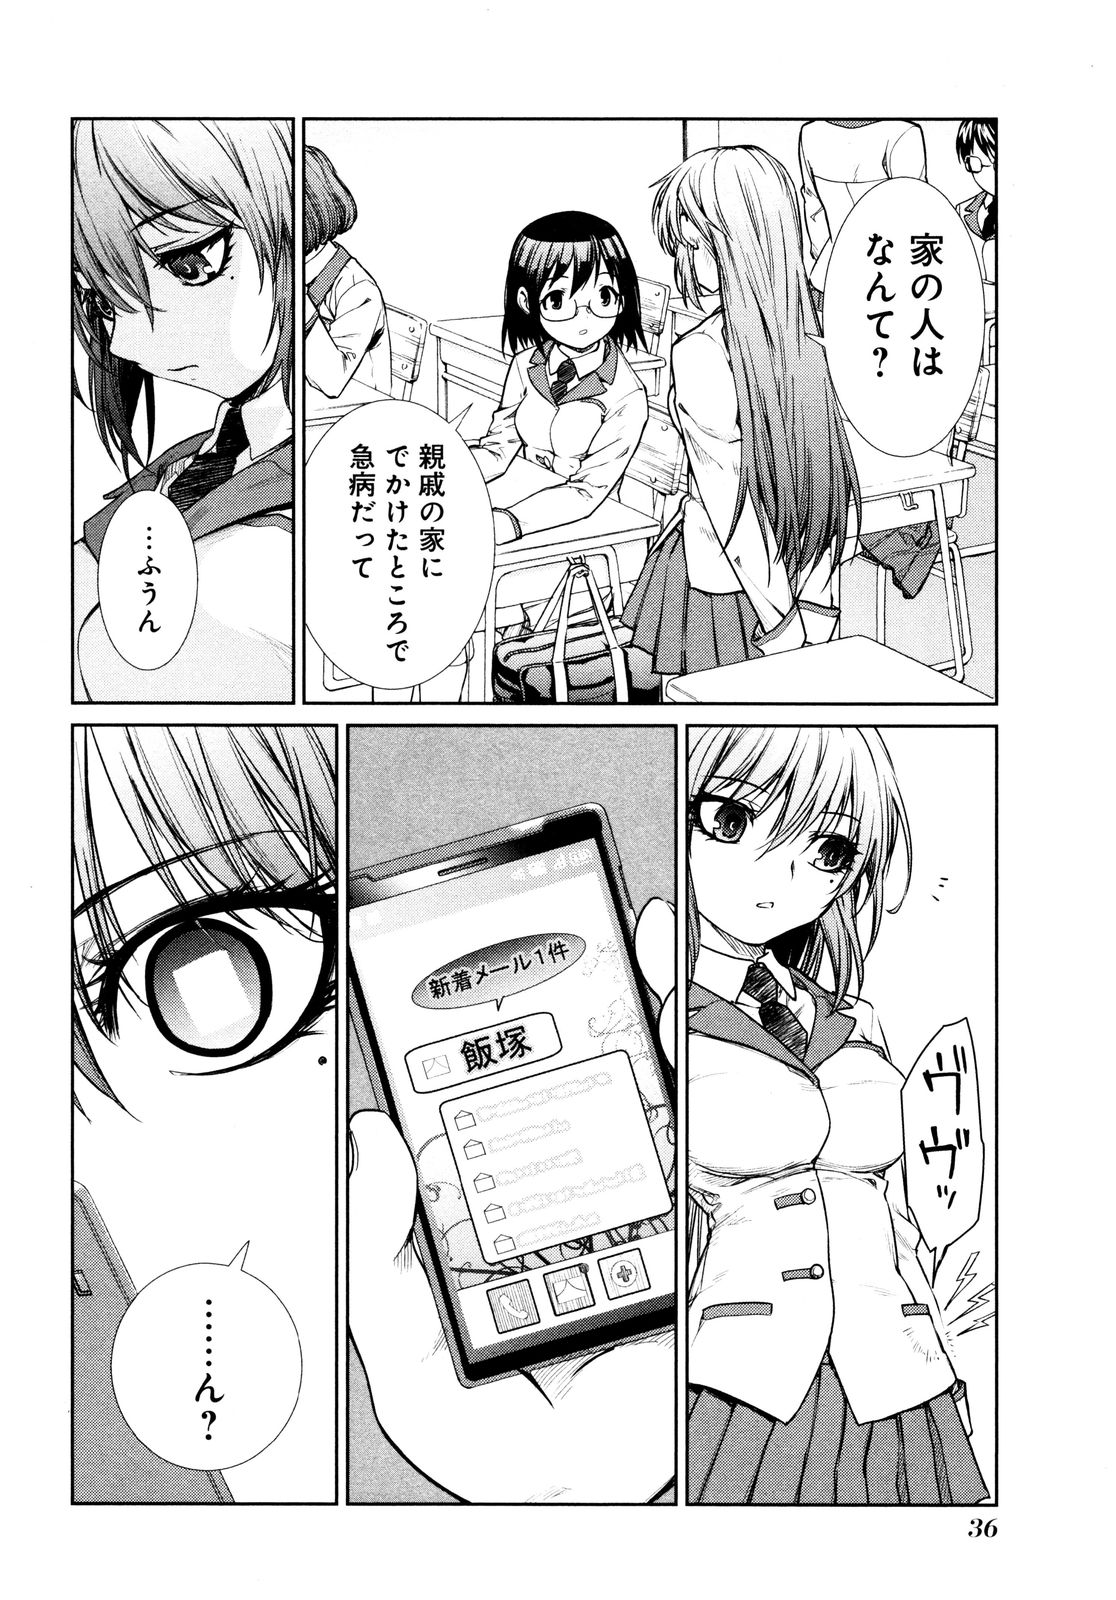 家の人は
なんて？
親戚の家に
でかけたところで
急病だって
…ふうん
ヴヴヴッ
新着メール1件
飯塚
……ん？
36